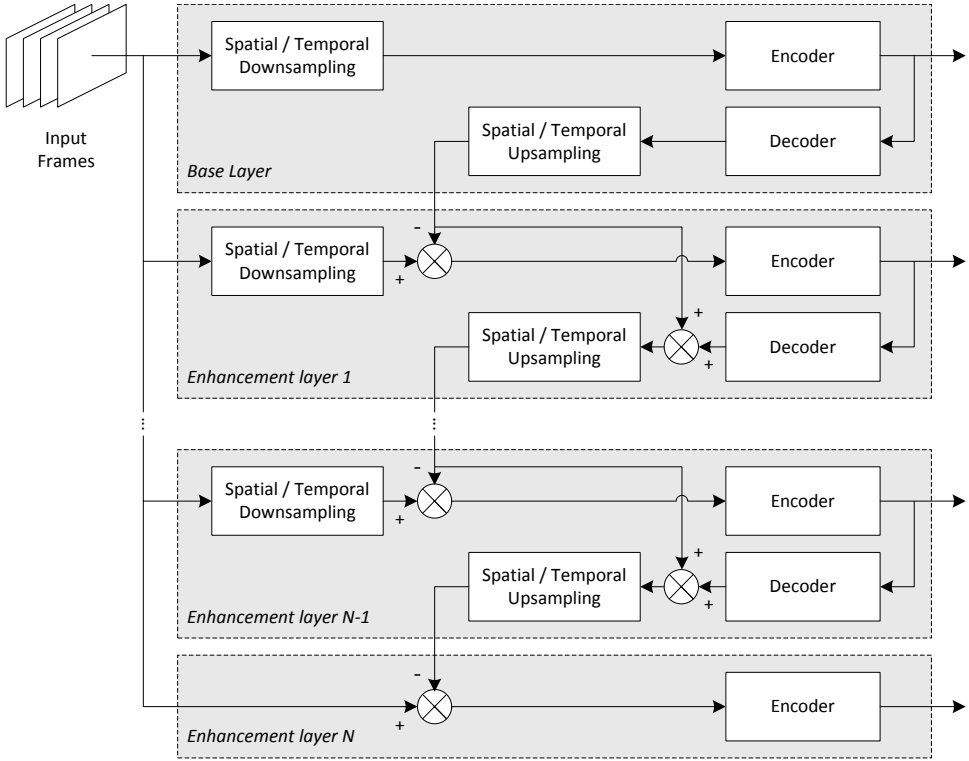 Spatial / Temporal
Downsampling
Encoder
Input
Frames
Spatial / Temporal
Upsampling
Decoder
Base Layer
-
Spatial / Temporal
Downsampling
+
Encoder
+
Spatial / Temporal
Upsampling
+
Decoder
Enhancement layer 1
...
...
-
Spatial / Temporal
Downsampling
+
Encoder
+
Spatial / Temporal
Upsampling
+
Decoder
Enhancement layer N-1
-
+
Encoder
Enhancement layer N